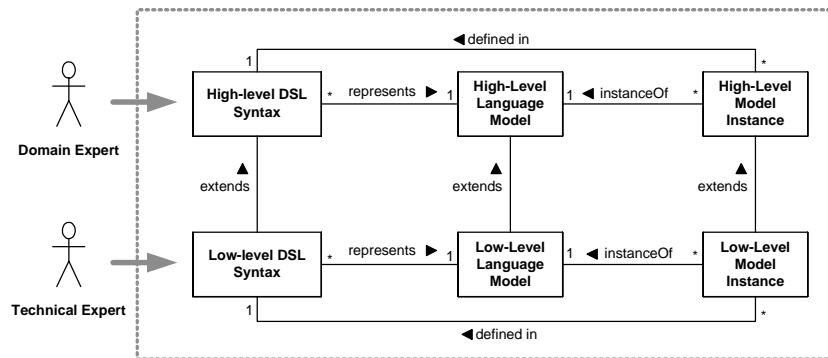 ◄ defined in
1
*
High-level DSL
Syntax
*
represents ►
1
High-Level
Language
Model
1
◄ instanceOf
*
High-Level
Model
Instance
Domain Expert
▲
extends
▲
extends
▲
extends
Low-level DSL
Syntax
*
represents ►
1
Low-Level
Language
Model
1
◄ instanceOf
*
Low-Level
Model
Instance
Technical Expert
1
*
◄ defined in